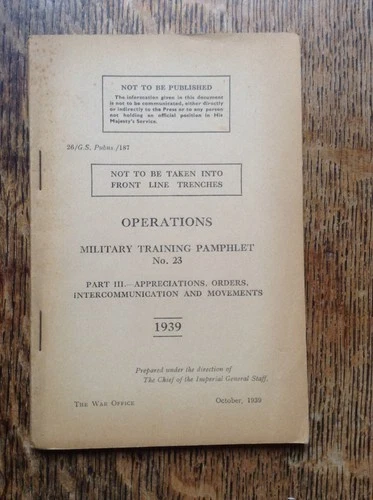 NOT TO BE PUBLISHED
The information given in this document
is not to be communicated, either directly
or indirectly to the Press or to any person
not holding an official position in His
Majesty's Service.
26/G.S. Pubns./187
NOT TO BE TAKEN INTO
FRONT LINE TRENCHES
OPERATIONS
MILITARY TRAINING PAMPHLET
No. 23
PART III.—APPRECIATIONS, ORDERS,
INTERCOMMUNICATION AND MOVEMENTS
1939
Prepared under the direction of
The Chief of the Imperial General Staff.
THE WAR OFFICE
October, 1939